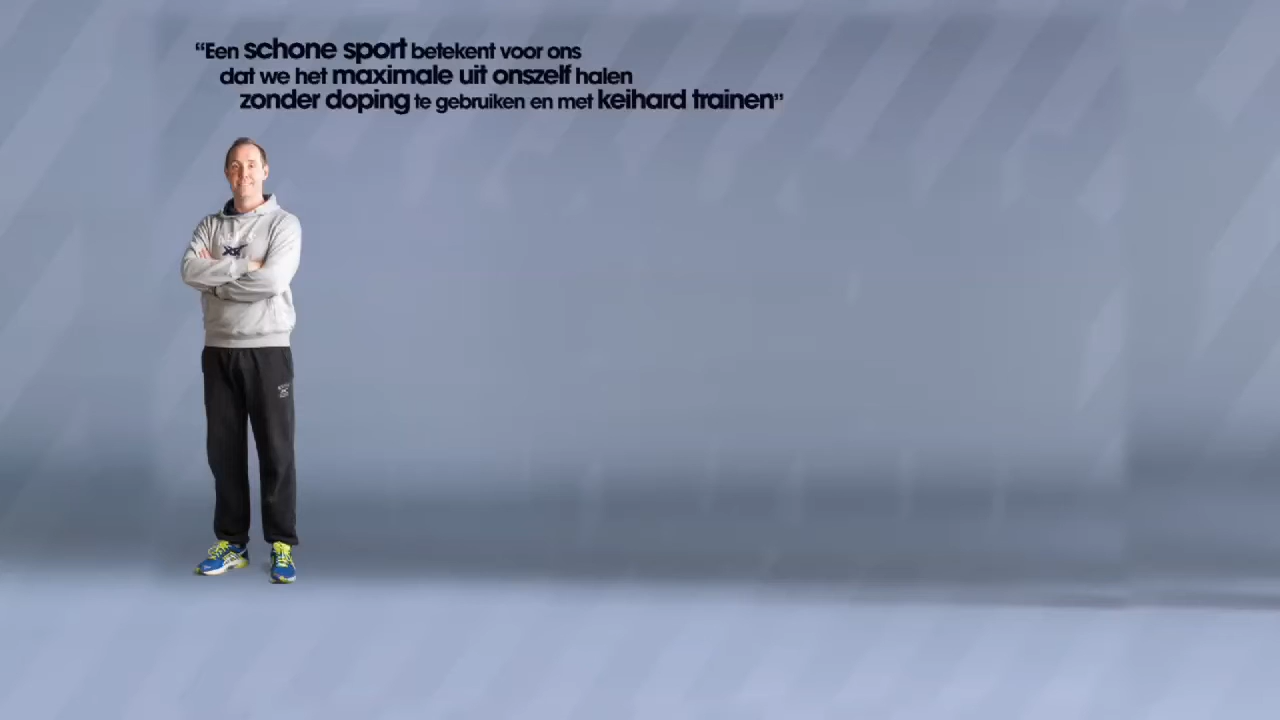 “Een schone sport betekent voor ons
dat we het maximale uit onszelf halen
zonder doping te gebruiken en met keihard trainen”